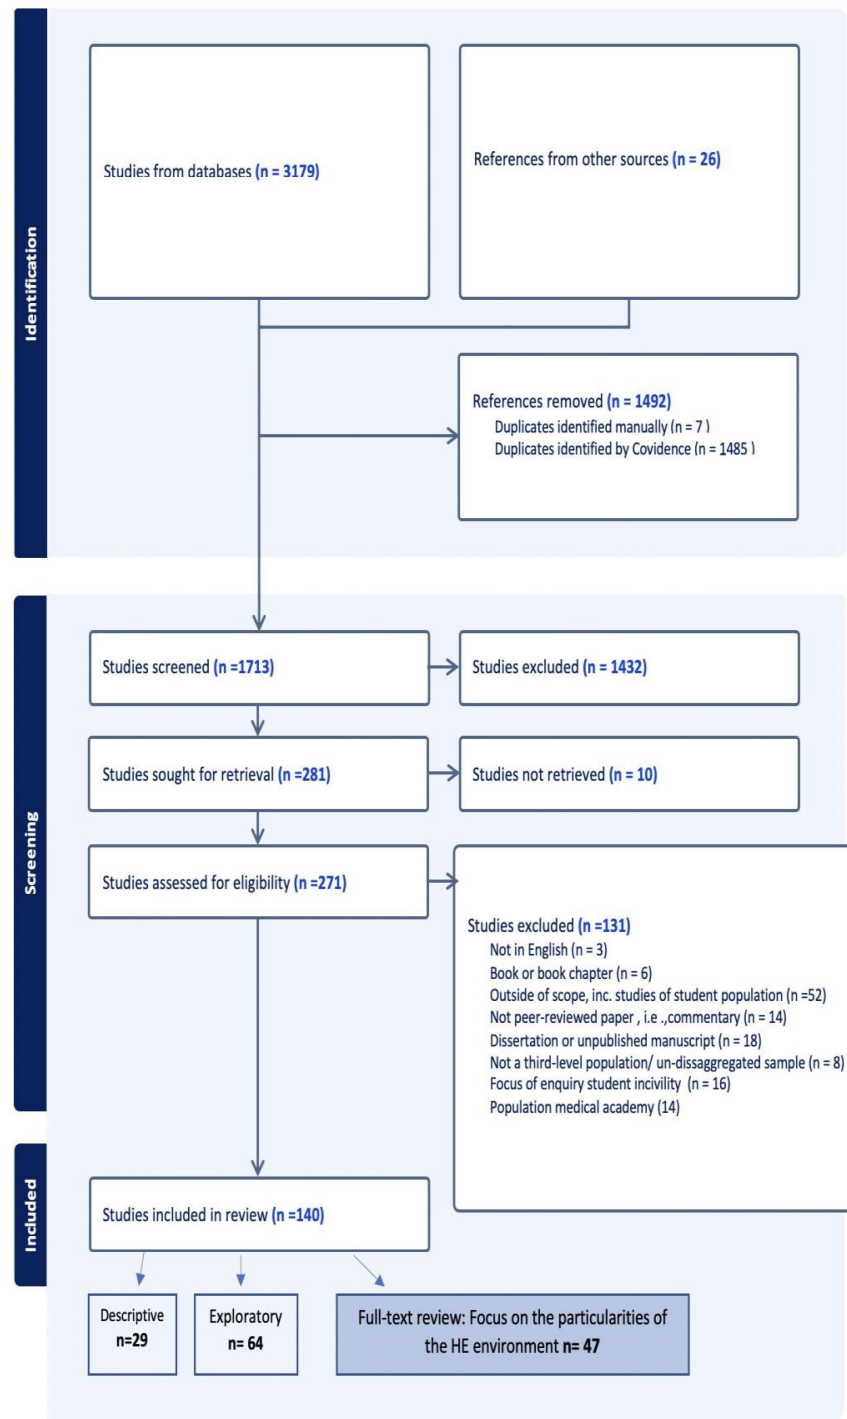 Identification
Studies from databases (n = 3179)
References from other sources (n = 26)
References removed (n = 1492)
Duplicates identified manually (n = 7 )
Duplicates identified by Covidence (n = 1485 )
Screening
Studies screened (n =1713)
Studies excluded (n = 1432)
Studies sought for retrieval (n =281)
Studies not retrieved (n = 10)
Studies assessed for eligibility (n =271)
Studies excluded (n =131)
Not in English (n = 3)
Book or book chapter (n = 6)
Outside of scope, inc. studies of student population (n =52)
Not peer-reviewed paper , i.e .,commentary (n = 14)
Dissertation or unpublished manuscript (n = 18)
Not a third-level population/ un-dissaggregated sample (n = 8)
Focus of enquiry student incivility (n = 16)
Population medical academy (14)
Included
Studies included in review (n =140)
Descriptive
n=29
Exploratory
n= 64
Full-text review: Focus on the particularities of
the HE environment n= 47